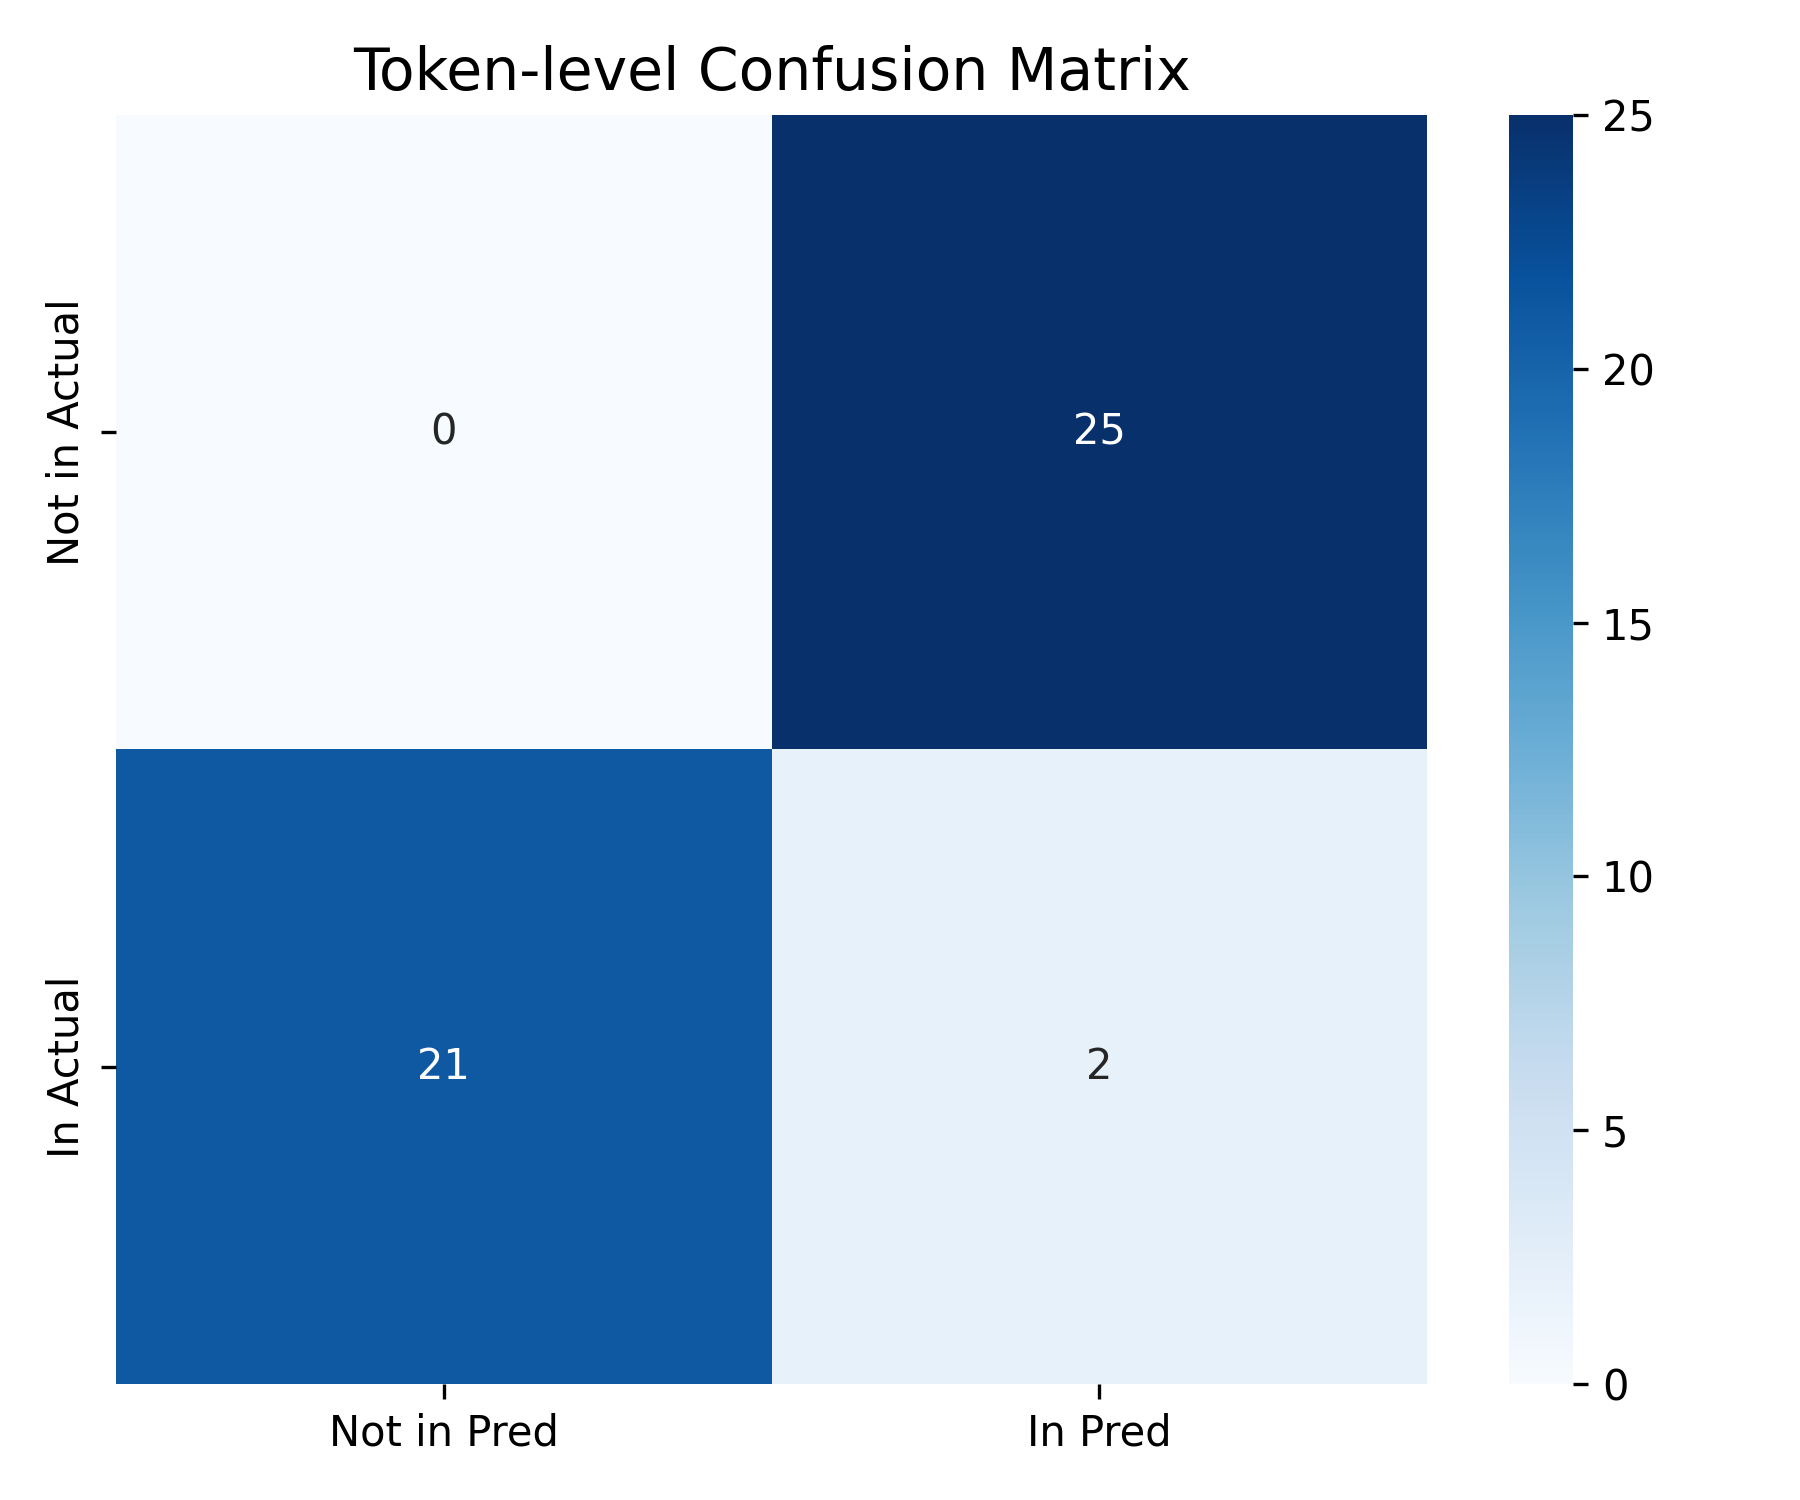 Token-level Confusion Matrix
Not in Actual
0
25
In Actual
21
2
Not in Pred
In Pred
25
20
15
10
5
0